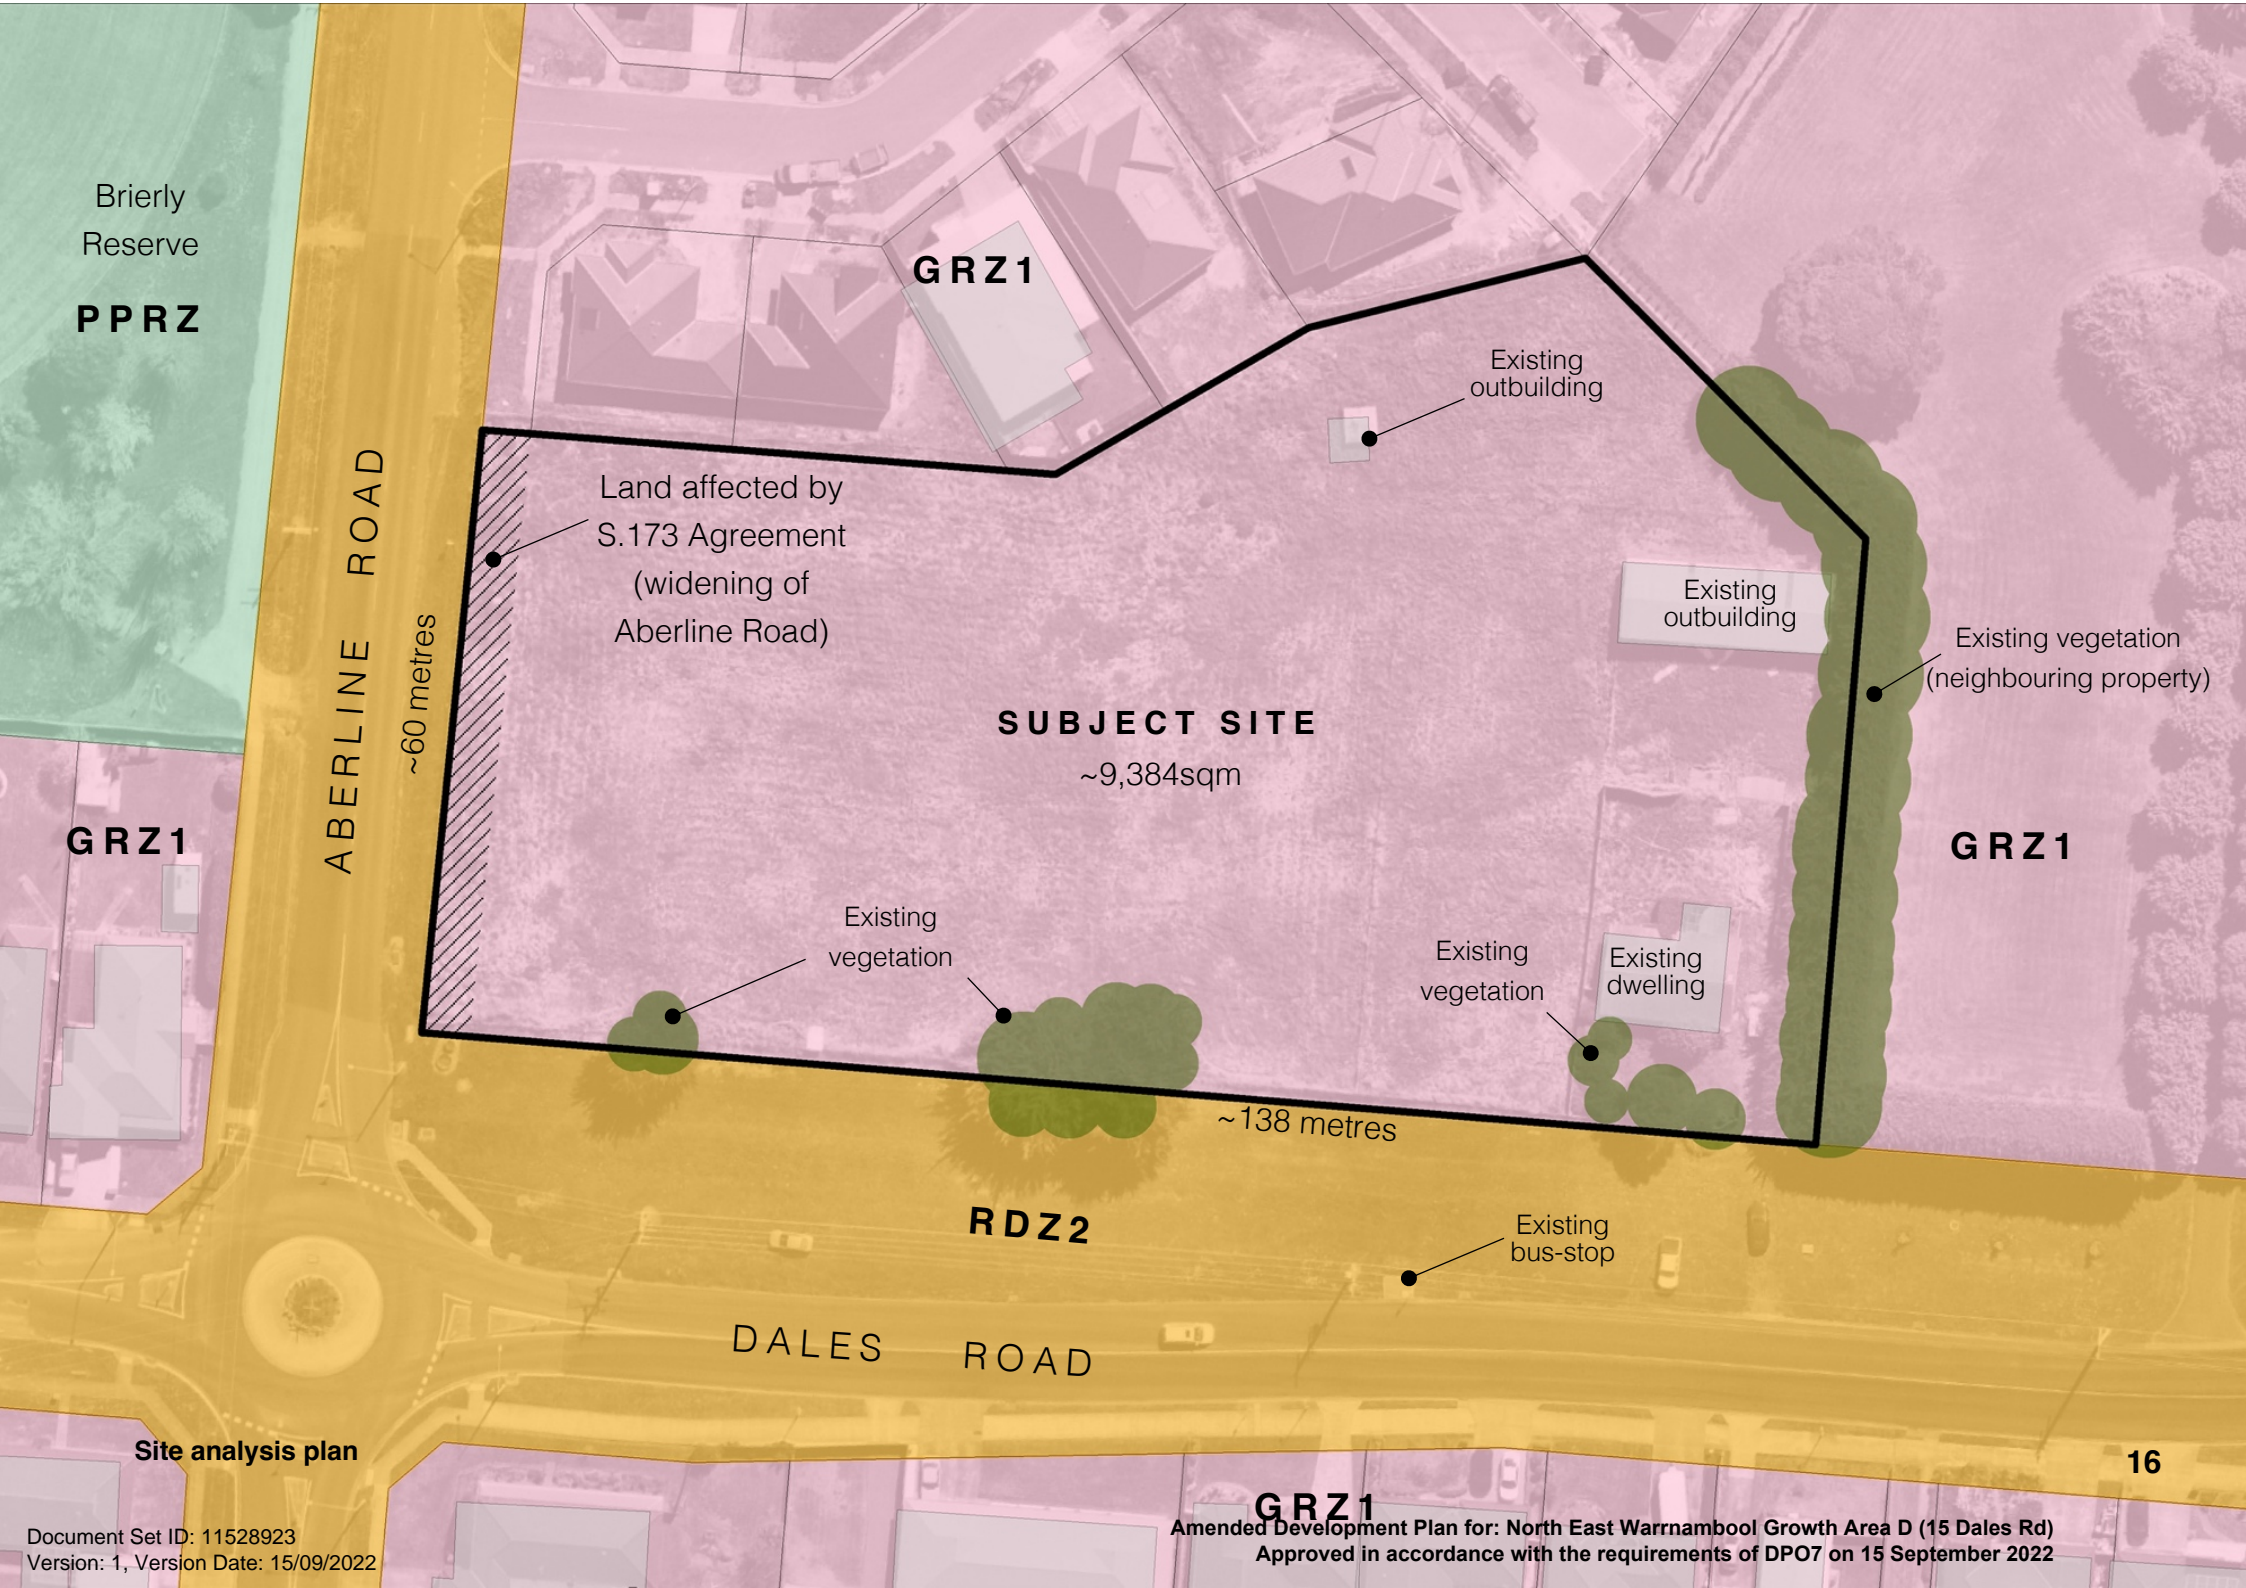 Brierly
Reserve
PPRZ
GRZ1
Existing
outbuilding
ABERLINE ROAD
~60 metres
Land affected by
S.173 Agreement
(widening of
Aberline Road)
Existing
outbuilding
Existing vegetation
(neighbouring property)
SUBJECT SITE
~9,384sqm
GRZ1
GRZ1
Existing
vegetation
Existing
vegetation
Existing
dwelling
~138 metres
RDZ2
Existing
bus-stop
DALES ROAD
Site analysis plan
16
GRZ1
Document Set ID: 11528923
Version: 1, Version Date: 15/09/2022
Amended Development Plan for: North East Warrnambool Growth Area D (15 Dales Rd)
Approved in accordance with the requirements of DPO7 on 15 September 2022